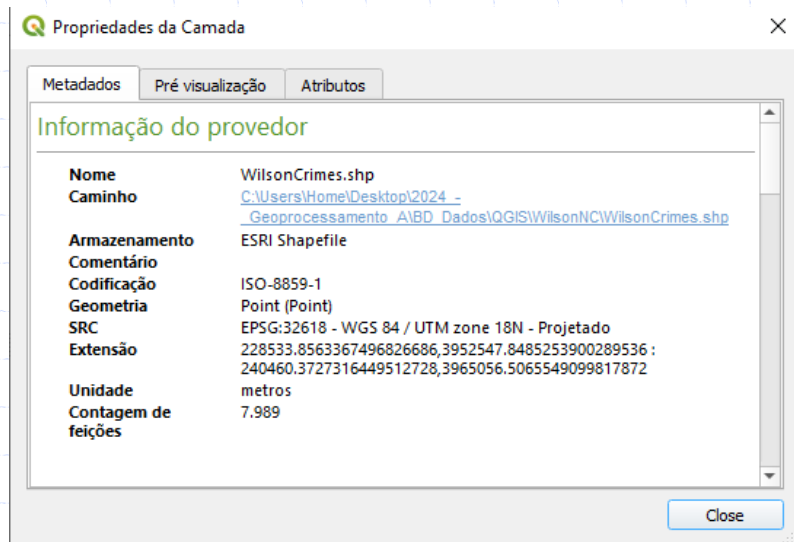 Propriedades da Camada
Metadados Pré visualização Atributos
Informação do provedor
Nome WilsonCrimes.shp
Caminho C:\Users\Home\Desktop\2024_-
_Geoprocessamento_A\BD_Dados\QGIS\WilsonNC\WilsonCrimes.shp
Armazenamento ESRI Shapefile
Comentário
Codificação ISO-8859-1
Geometria Point (Point)
SRC EPSG:32618 - WGS 84 / UTM zone 18N - Projetado
Extensão 228533.8563367496826686,3952547.8485253900289536 :
240460.3727316449512728,3965056.5065549099817872
Unidade metros
Contagem de 7.989
feições
Close